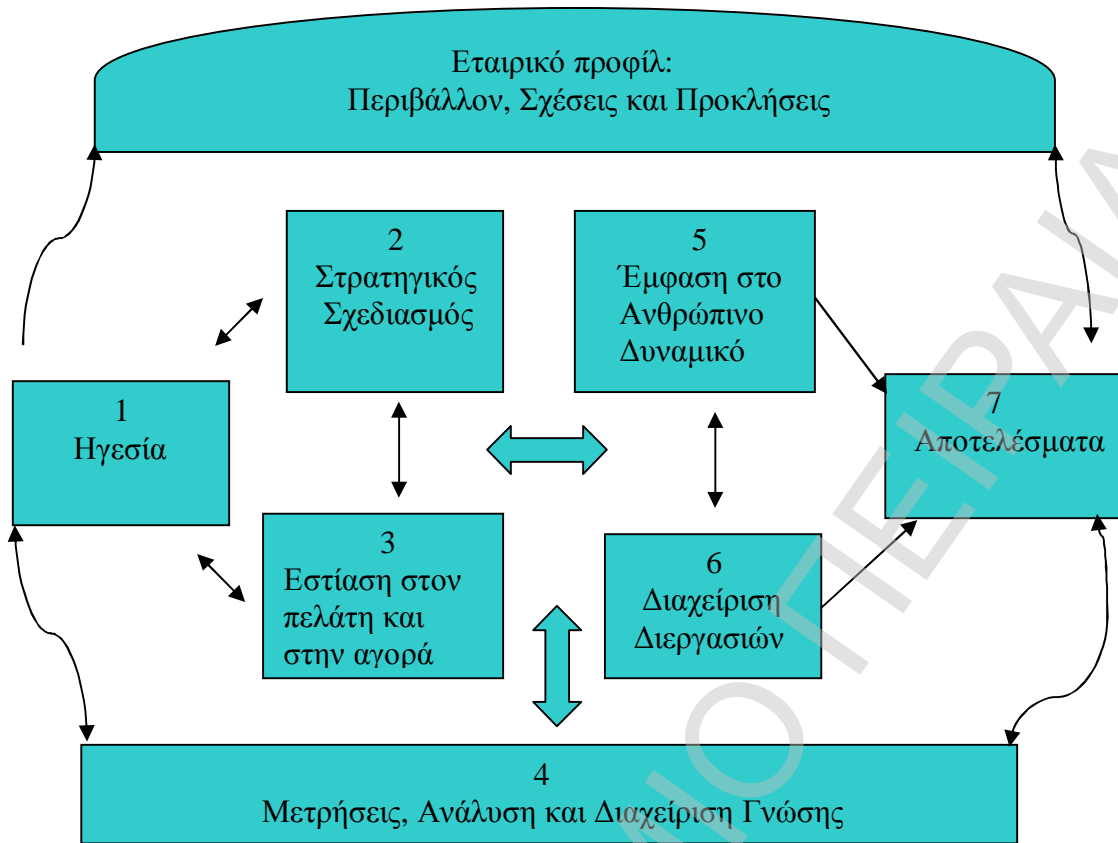 Εταιρικό προφίλ:
Περιβάλλον, Σχέσεις και Προκλήσεις
2
Στρατηγικός
Σχεδιασμός
5
Έμφαση στο
Ανθρώπινο
Δυναμικό
1
Ηγεσία
7
Αποτελέσματα
3
Εστίαση στον
πελάτη και
στην αγορά
6
Διαχείριση
Διεργασιών
4
Μετρήσεις, Ανάλυση και Διαχείριση Γνώσης